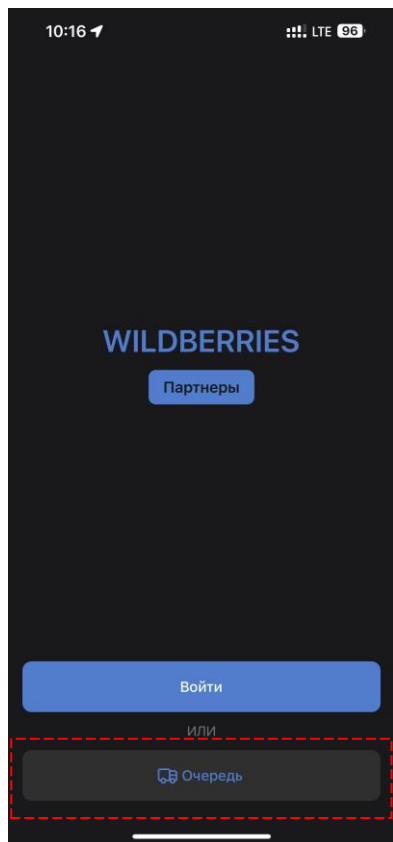 10:16
LTE 96
WILDBERRIES
Партнеры
Войти
или
Очередь